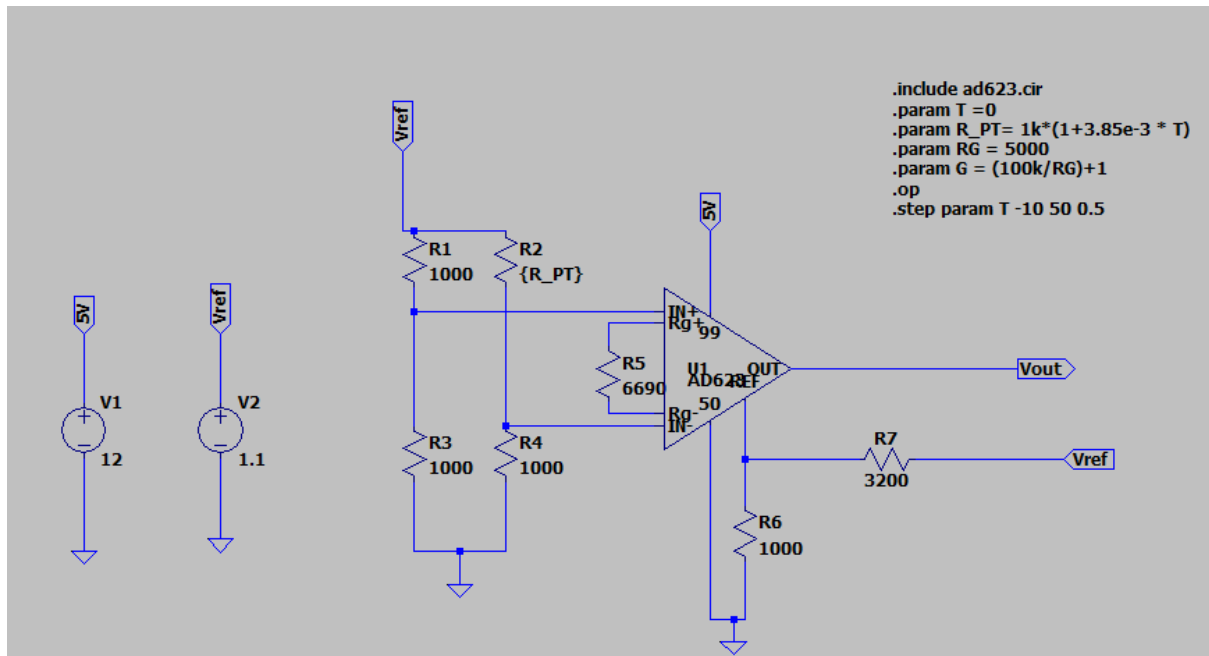 .include ad623.cir
.param T =0
.param R_PT= 1k*(1+3.85e-3 * T)
.param RG = 5000
.param G = (100k/RG)+1
.op
.step param T -10 50 0.5
Vref
5V
R1
1000
R2
{R_PT}
5V
Vref
IN+
Rg+
99
R5
6690
U1
AD623
OUT
REF
50
Rg-
IN-
Vout
V1
12
V2
1.1
R3
1000
R4
1000
R7
3200
Vref
R6
1000